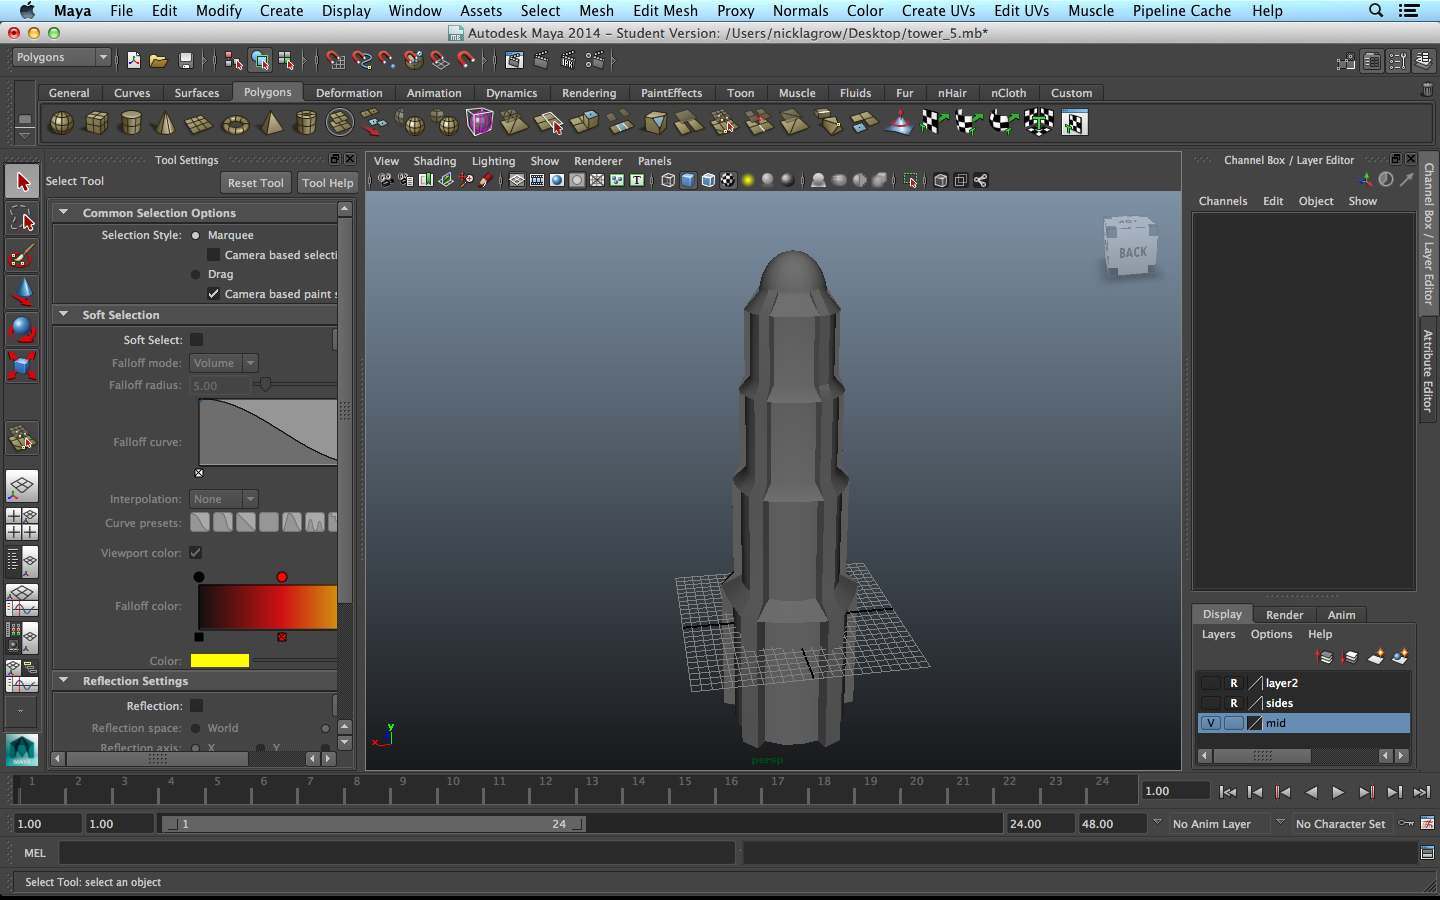 Maya File Edit Modify Create Display Window Assets Select Mesh Edit Mesh Proxy Normals Color Create UVs Edit UVs Muscle Pipeline Cache Help
Autodesk Maya 2014 – Student Version: /Users/nicklagrow/Desktop/tower_5.mb*
Polygons
General Curves Surfaces Polygons Deformation Animation Dynamics Rendering PaintEffects Toon Muscle Fluids Fur nHair nCloth Custom
Tool Settings
Select Tool Reset Tool Tool Help
Common Selection Options
Selection Style: Marquee
Camera based selecti
Drag
Camera based paint s
Soft Selection
Soft Select:
Falloff mode: Volume
Falloff radius: 5.00
Falloff curve:
Interpolation: None
Curve presets:
Viewport color:
Falloff color:
Color:
Reflection Settings
Reflection:
Reflection space: World
Reflection axis: X Y
MAYA
View Shading Lighting Show Renderer Panels
BACK
y
x
persp
Channel Box / Layer Editor
Channels Edit Object Show
Channel Box / Layer Editor
Attribute Editor
Display Render Anim
Layers Options Help
R layer2
R sides
V mid
1 2 3 4 5 6 7 8 9 10 11 12 13 14 15 16 17 18 19 20 21 22 23 24
1.00
1.00 1.00 1 24 24.00 48.00 No Anim Layer No Character Set
MEL
Select Tool: select an object